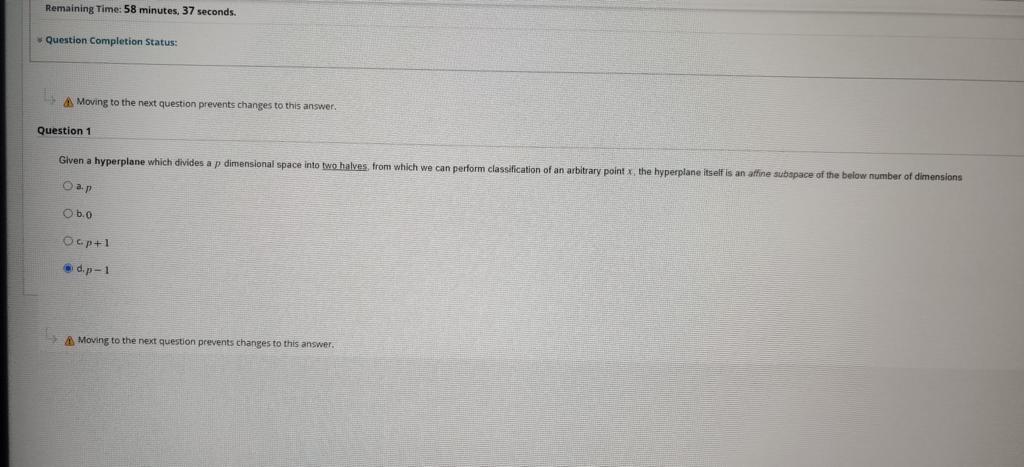 Remaining Time: 58 minutes, 37 seconds.
Question Completion Status:
Moving to the next question prevents changes to this answer.
Question 1
Given a hyperplane which divides a p dimensional space into two halves, from which we can perform classification of an arbitrary point x, the hyperplane itself is an affine subspace of the below number of dimensions
a. p
b. 0
c. p + 1
d. p − 1
Moving to the next question prevents changes to this answer.